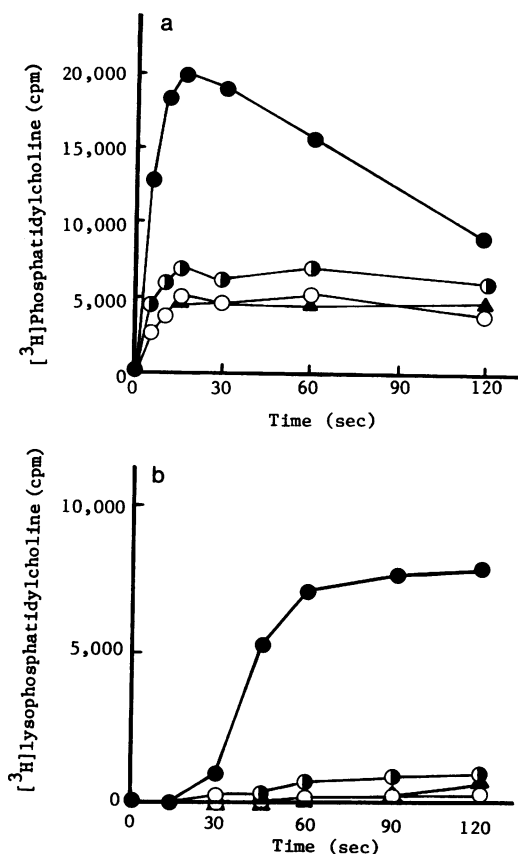 a
20,000
15,000
10,000
5,000
0
[³H]Phosphatidylcholine (cpm)
0 30 60 90 120
Time (sec)
b
10,000
5,000
0
[³H]lysophosphatidylcholine (cpm)
0 30 60 90 120
Time (sec)